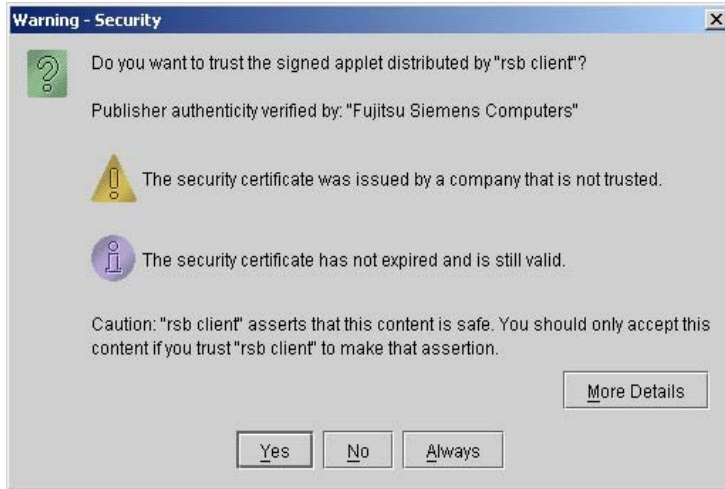 Warning - Security
Do you want to trust the signed applet distributed by "rsb client"?
Publisher authenticity verified by: "Fujitsu Siemens Computers"
The security certificate was issued by a company that is not trusted.
The security certificate has not expired and is still valid.
Caution: "rsb client" asserts that this content is safe. You should only accept this
content if you trust "rsb client" to make that assertion.
More Details
Yes No Always